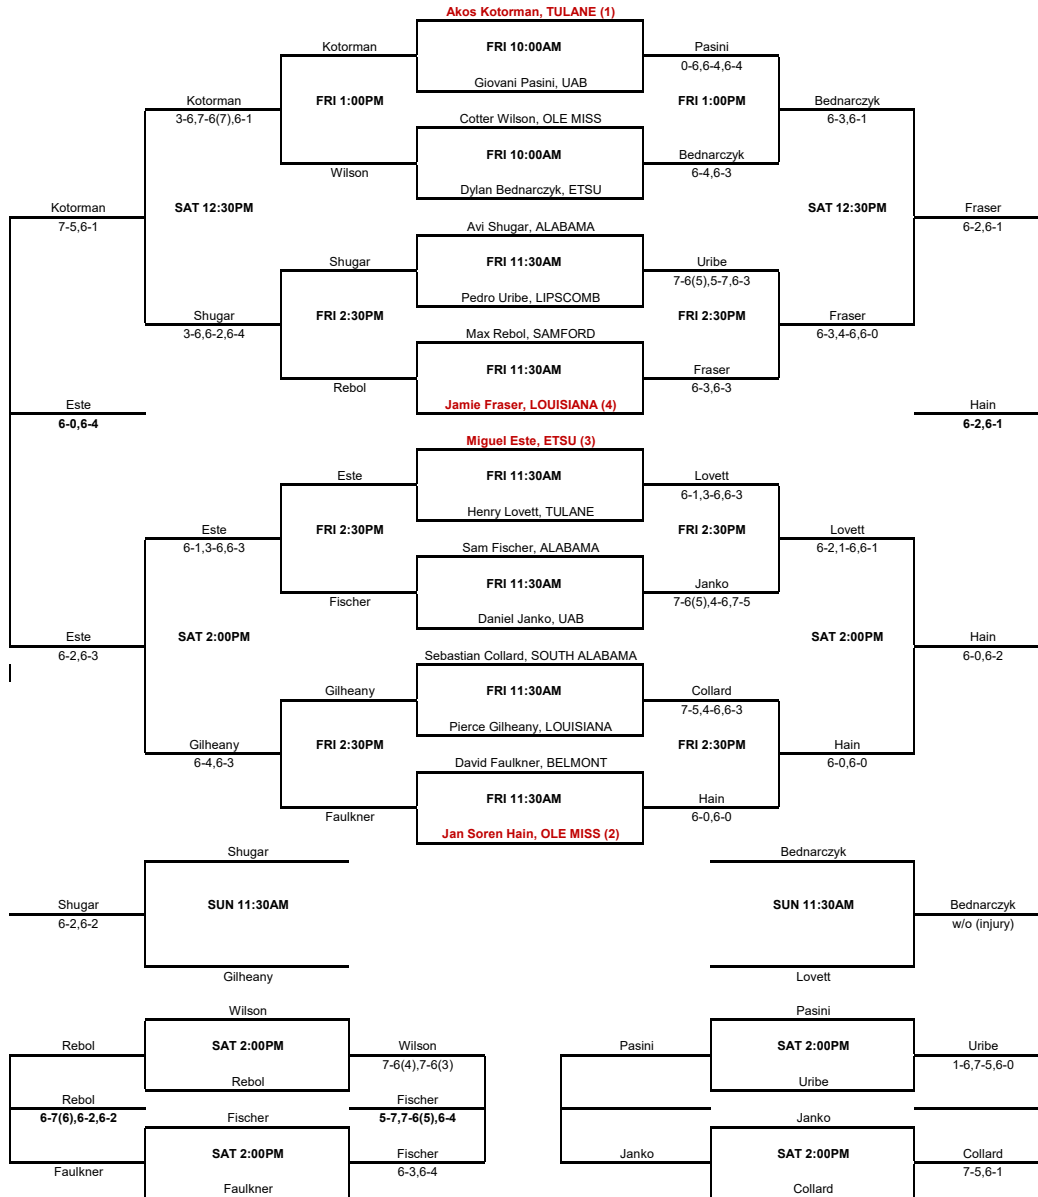 Akos Kotorman, TULANE (1)
Kotorman FRI 10:00AM Pasini
0-6,6-4,6-4
Giovani Pasini, UAB
Kotorman FRI 1:00PM FRI 1:00PM Bednarczyk
3-6,7-6(7),6-1 6-3,6-1
Cotter Wilson, OLE MISS
FRI 10:00AM Bednarczyk
Wilson 6-4,6-3
Dylan Bednarczyk, ETSU
Kotorman SAT 12:30PM SAT 12:30PM Fraser
7-5,6-1 6-2,6-1
Avi Shugar, ALABAMA
Shugar FRI 11:30AM Uribe
7-6(5),5-7,6-3
Pedro Uribe, LIPSCOMB
Shugar FRI 2:30PM FRI 2:30PM Fraser
3-6,6-2,6-4 6-3,4-6,6-0
Max Rebol, SAMFORD
FRI 11:30AM Fraser
Rebol 6-3,6-3
Este Jamie Fraser, LOUISIANA (4) Hain
6-0,6-4 6-2,6-1
Miguel Este, ETSU (3)
Este FRI 11:30AM Lovett
6-1,3-6,6-3
Henry Lovett, TULANE
Este FRI 2:30PM FRI 2:30PM Lovett
6-1,3-6,6-3 6-2,1-6,6-1
Sam Fischer, ALABAMA
FRI 11:30AM Janko
Fischer 7-6(5),4-6,7-5
Daniel Janko, UAB
Este SAT 2:00PM SAT 2:00PM Hain
6-2,6-3 6-0,6-2
Sebastian Collard, SOUTH ALABAMA
Gilheany FRI 11:30AM Collard
7-5,4-6,6-3
Pierce Gilheany, LOUISIANA
Gilheany FRI 2:30PM FRI 2:30PM Hain
6-4,6-3 6-0,6-0
David Faulkner, BELMONT
FRI 11:30AM Hain
Faulkner 6-0,6-0
Jan Soren Hain, OLE MISS (2)
Shugar Bednarczyk
Shugar SUN 11:30AM SUN 11:30AM Bednarczyk
6-2,6-2 w/o (injury)
Gilheany Lovett
Wilson Pasini
Rebol SAT 2:00PM Wilson Pasini SAT 2:00PM Uribe
7-6(4),7-6(3) 1-6,7-5,6-0
Rebol Uribe
Rebol Fischer
6-7(6),6-2,6-2 Fischer 5-7,7-6(5),6-4 Janko
SAT 2:00PM Fischer Janko SAT 2:00PM Collard
Faulkner 6-3,6-4 7-5,6-1
Faulkner Collard